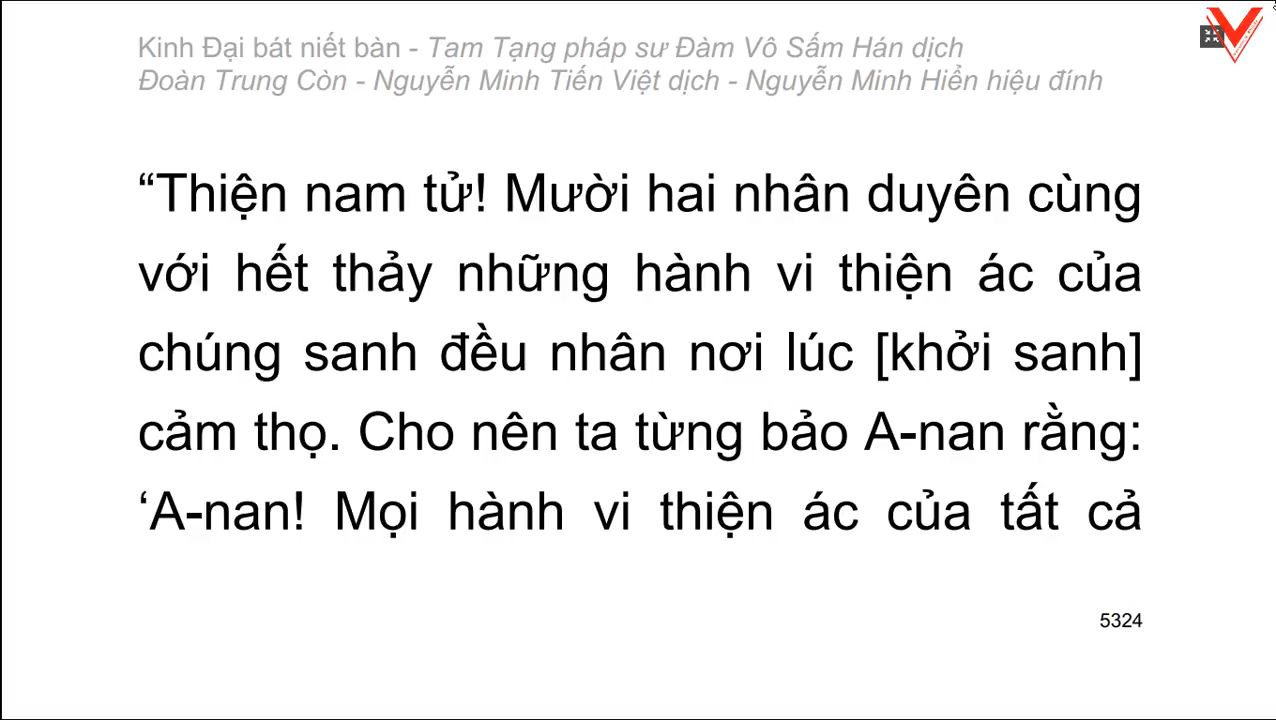 Kinh Đại bát niết bàn - Tam Tạng pháp sư Đàm Vô Sấm Hán dịch
Đoàn Trung Còn - Nguyễn Minh Tiến Việt dịch - Nguyễn Minh Hiển hiệu đính
“Thiện nam tử! Mười hai nhân duyên cùng
với hết thảy những hành vi thiện ác của
chúng sanh đều nhân nơi lúc [khởi sanh]
cảm thọ. Cho nên ta từng bảo A-nan rằng:
‘A-nan! Mọi hành vi thiện ác của tất cả
5324